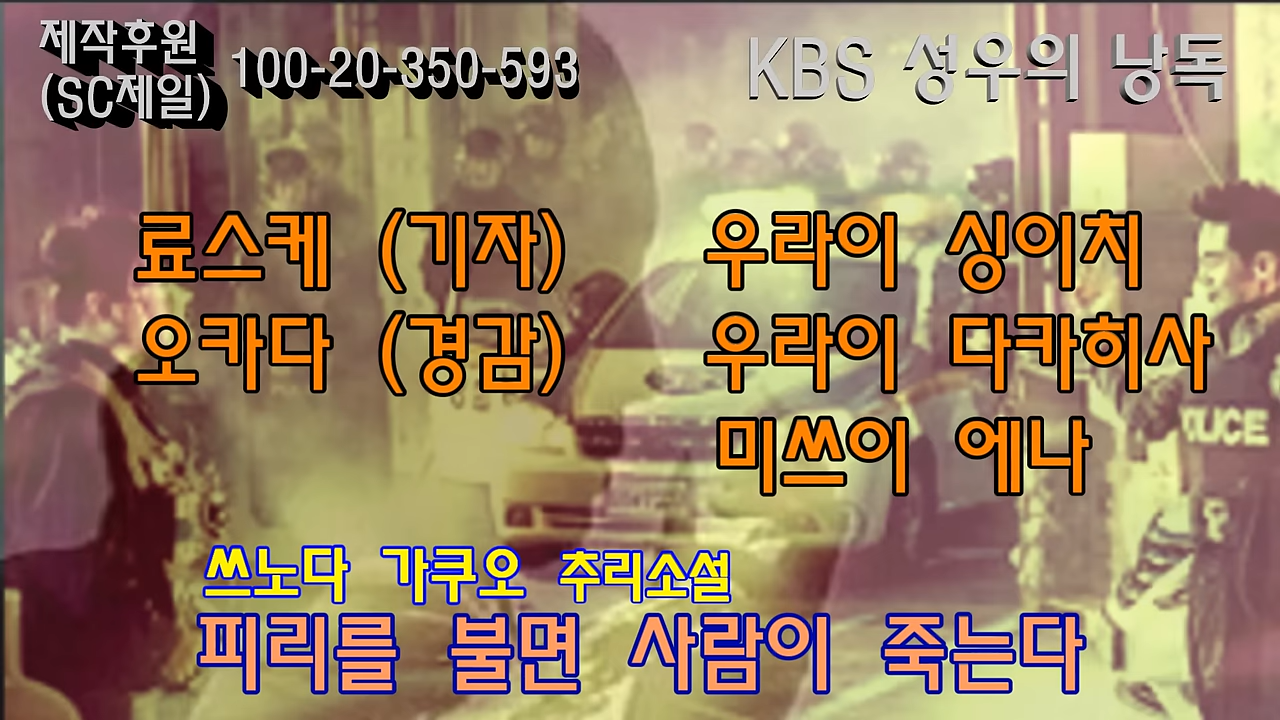 제작후원
(SC제일) 100-20-350-593
KBS 성우의 낭독
료스케 (기자) 우라이 싱이치
오카다 (경감) 우라이 다카히사
미쓰이 에나
쓰노다 가쿠오 추리소설
피리를 불면 사람이 죽는다
POLICE